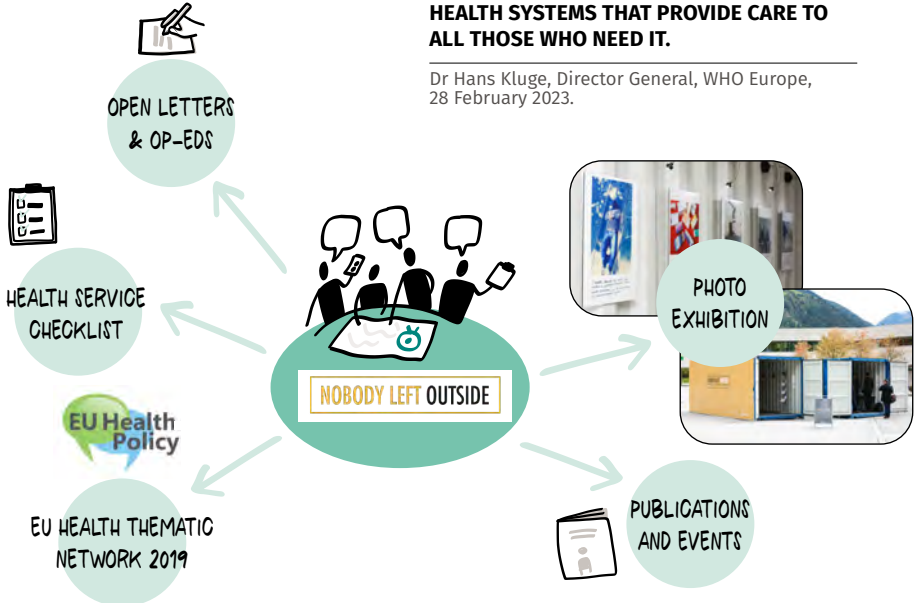 HEALTH SYSTEMS THAT PROVIDE CARE TO
ALL THOSE WHO NEED IT.
Dr Hans Kluge, Director General, WHO Europe,
28 February 2023.
OPEN LETTERS
& OP-EDS
HEALTH SERVICE
CHECKLIST
EU Health
Policy
EU HEALTH THEMATIC
NETWORK 2019
NOBODY LEFT OUTSIDE
PHOTO
EXHIBITION
PUBLICATIONS
AND EVENTS